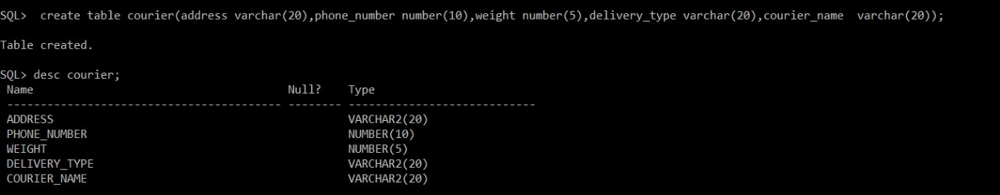 SQL>  create table courier(address varchar(20),phone_number number(10),weight number(5),delivery_type varchar(20),courier_name  varchar(20));
Table created.
SQL> desc courier;
Name                                      Null?    Type
----------------------------------------- -------- ----------------------------
ADDRESS                                            VARCHAR2(20)
PHONE_NUMBER                                       NUMBER(10)
WEIGHT                                             NUMBER(5)
DELIVERY_TYPE                                      VARCHAR2(20)
COURIER_NAME                                       VARCHAR2(20)